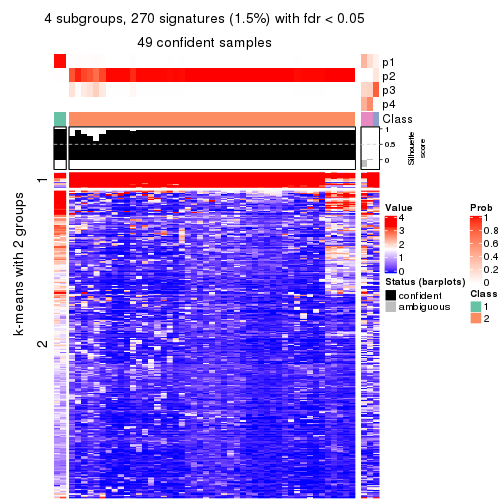 4 subgroups, 270 signatures (1.5%) with fdr < 0.05
49 confident samples
p1
p2
p3
p4
Class
1
0.5
0
Silhouette
score
k-means with 2 groups
1
2
Value
4
3
2
1
0
Prob
1
0.8
0.6
0.4
0.2
0
Status (barplots)
confident
ambiguous
Class
1
2